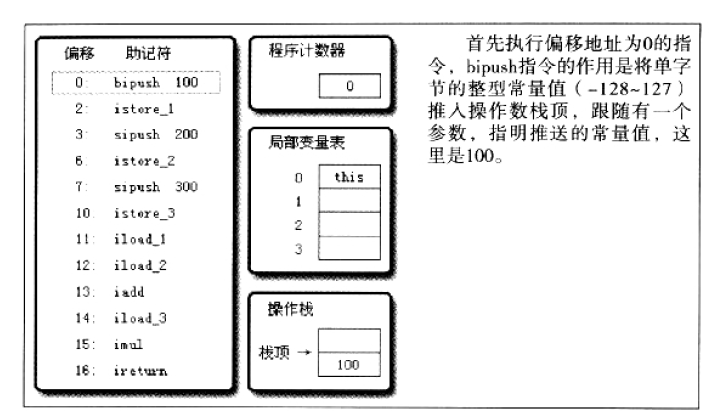 偏移 助记符
0: bipush 100
2: istore_1
3: sipush 200
6: istore_2
7: sipush 300
10: istore_3
11: iload_1
12: iload_2
13: iadd
14: iload_3
15: imul
16: ireturn
程序计数器
0
局部变量表
0 this
1
2
3
操作栈
栈顶 →
100
首先执行偏移地址为0的指
令，bipush指令的作用是将单字
节的整型常量值（-128~127）
推入操作数栈顶，跟随有一个
参数，指明推送的常量值，这
里是100。